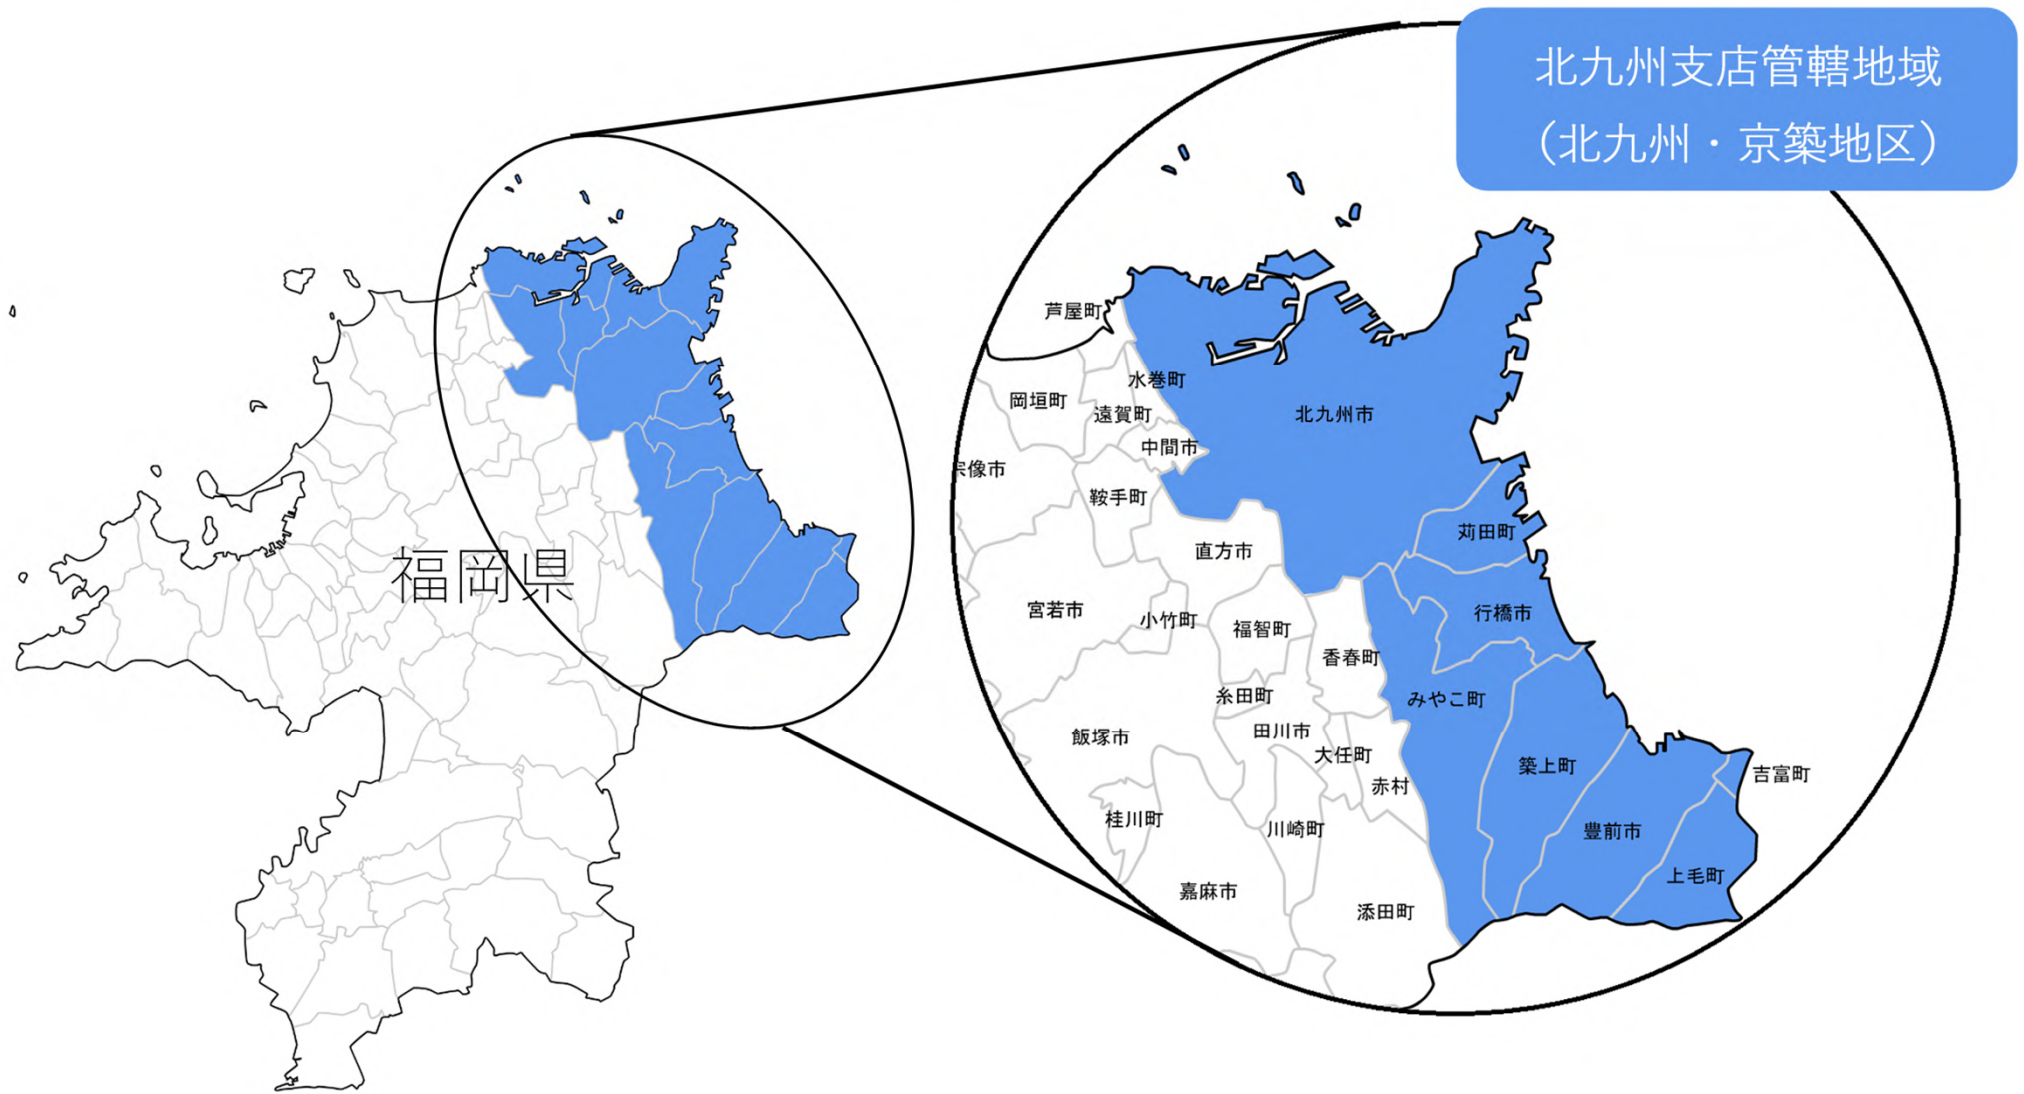 北九州支店管轄地域
（北九州・京築地区）
福岡県
芦屋町
水巻町
岡垣町
遠賀町
北九州市
中間市
宗像市
鞍手町
苅田町
直方市
宮若市
小竹町
福智町
行橋市
香春町
糸田町
みやこ町
飯塚市
田川市
大任町
築上町
吉富町
赤村
桂川町
川崎町
豊前市
上毛町
嘉麻市
添田町